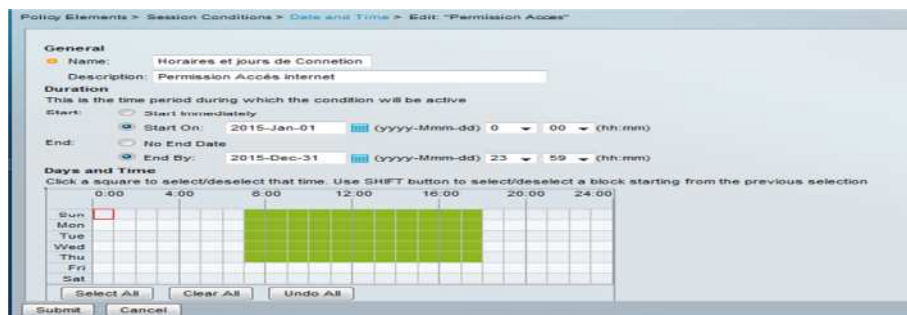 Policy Elements > Session Conditions > Date and Time > Edit: "Permission Acces"
General
Name: Horaires et jours de Connetion
Description: Permission Accés internet
Duration
This is the time period during which the condition will be active
Start: Start Immediately
Start On: 2015-Jan-01 (yyyy-Mmm-dd) 0 00 (hh:mm)
End: No End Date
End By: 2015-Dec-31 (yyyy-Mmm-dd) 23 59 (hh:mm)
Days and Time
Click a square to select/deselect that time. Use SHIFT button to select/deselect a block starting from the previous selection
0:00 4:00 8:00 12:00 16:00 20:00 24:00
Sun
Mon
Tue
Wed
Thu
Fri
Sat
Select All Clear All Undo All
Submit Cancel